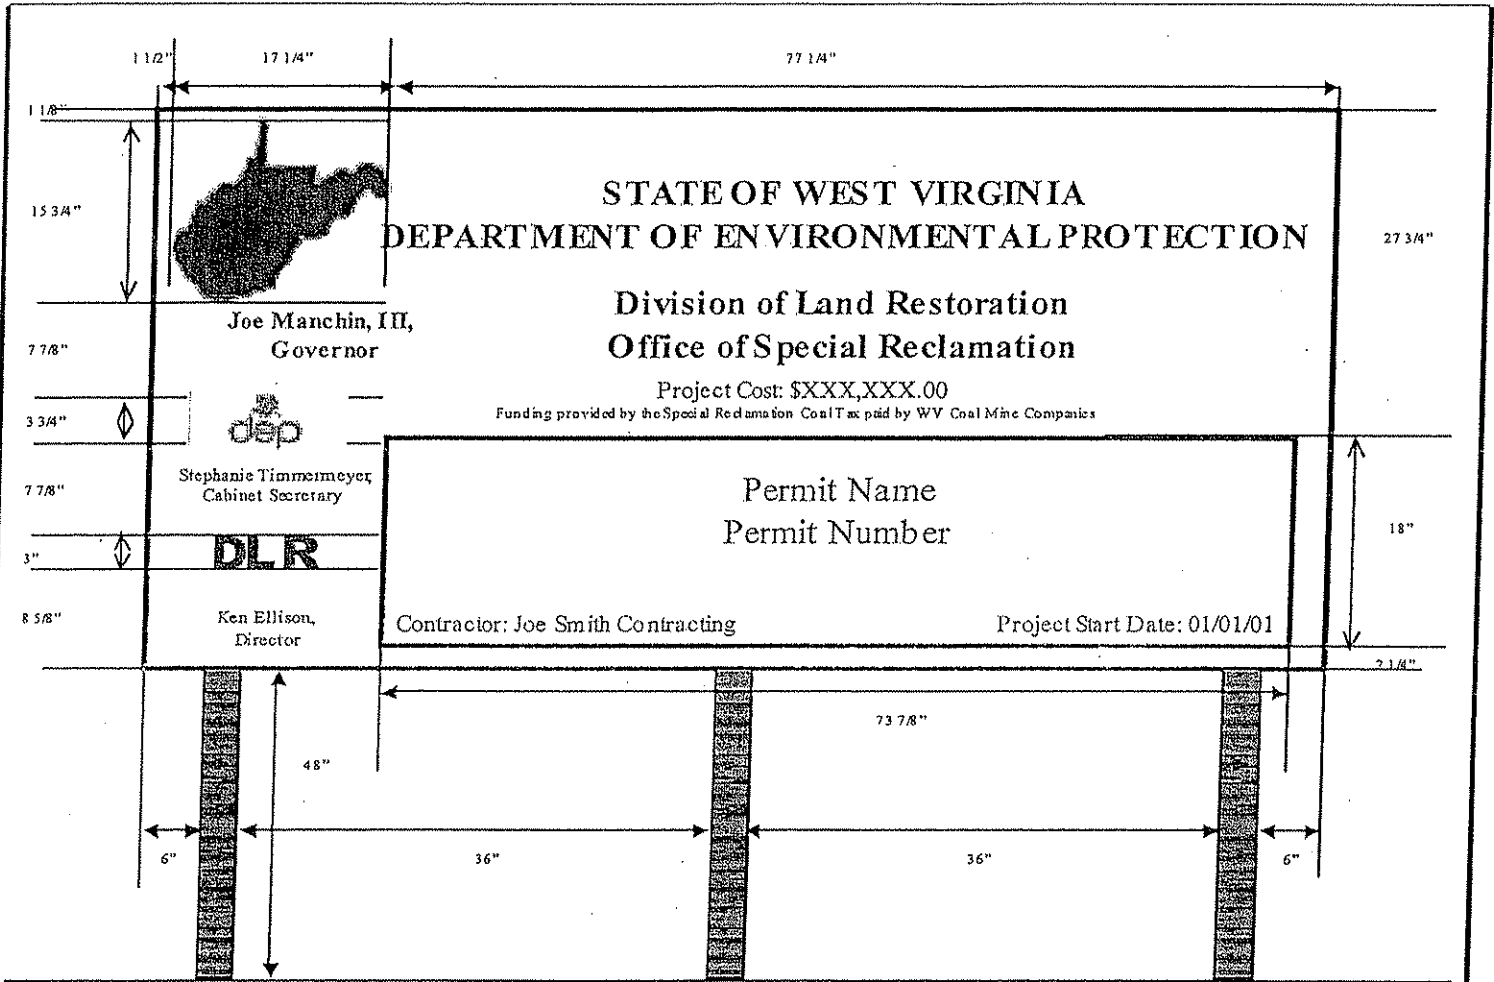 1 1/2"
17 1/4"
77 1/4"
1 1/8"
15 3/4"
STATE OF WEST VIRGINIA
DEPARTMENT OF ENVIRONMENTAL PROTECTION
27 3/4"
Division of Land Restoration
Office of Special Reclamation
Joe Manchin, III,
Governor
7 7/8"
Project Cost: $XXX,XXX.00
Funding provided by the Special Reclamation Coal Tax paid by WV Coal Mine Companies
3 3/4"
dep
Stephanie Timmermeyer,
Cabinet Secretary
7 7/8"
Permit Name
Permit Number
18"
DLR
3"
8 5/8"
Ken Ellison,
Director
Contractor: Joe Smith Contracting
Project Start Date: 01/01/01
2 1/4"
73 7/8"
48"
6"
36"
36"
6"